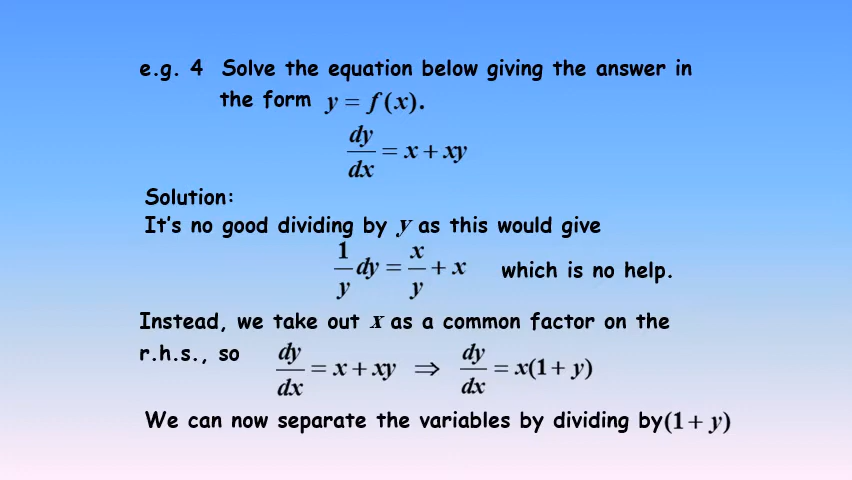 e.g. 4 Solve the equation below giving the answer in
the form y = f(x).
dy/dx = x + xy
Solution:
It's no good dividing by y as this would give
1/y dy = x/y + x which is no help.
Instead, we take out x as a common factor on the
r.h.s., so dy/dx = x + xy ⇒ dy/dx = x(1 + y)
We can now separate the variables by dividing by (1 + y)